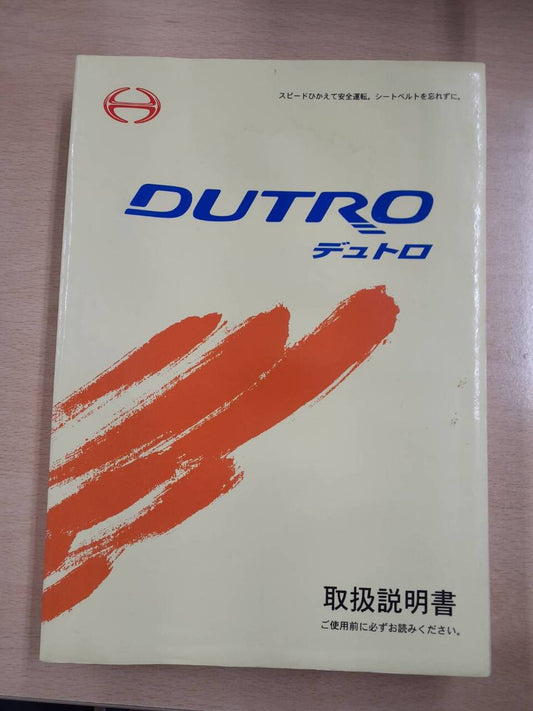 スピードひかえて安全運転。シートベルトを忘れずに。
DUTRO
デュトロ
取扱説明書
ご使用前に必ずお読みください。